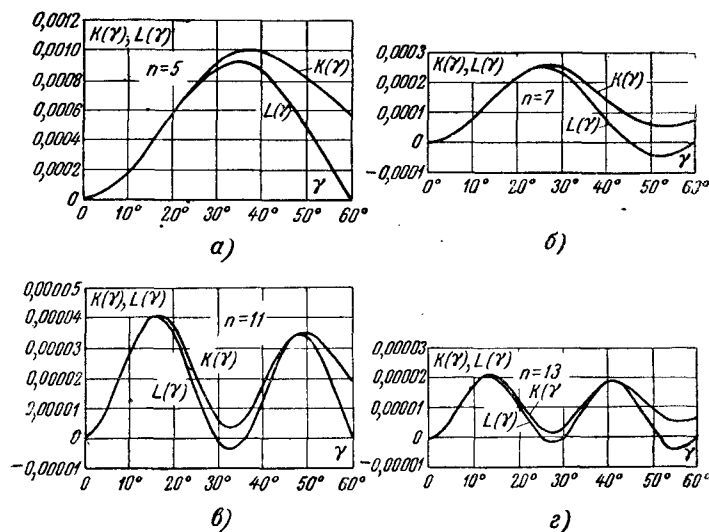 0,0012
K(γ), L(γ)
0,0010
n=5
K(γ)
0,0008
0,0006
L(γ)
0,0004
0,0002
γ
0
0 10° 20° 30° 40° 50° 60°
а)
0,0003
K(γ), L(γ)
K(γ)
0,0002
n=7
0,0001
L(γ)
0
-0,0001
0° 10° 20° 30° 40° 50° 60°
б)
0,00005
K(γ), L(γ)
0,00004
n=11
0,00003
K(γ)
0,00002
L(γ)
0,00001
0
γ
-0,00001
0 10° 20° 30° 40° 50° 60°
в)
0,00003
K(γ), L(γ)
0,00002
n=13
K(γ
0,00001
L(γ)
0
γ
-0,00001
0 10° 20° 30° 40° 50° 60°
г)